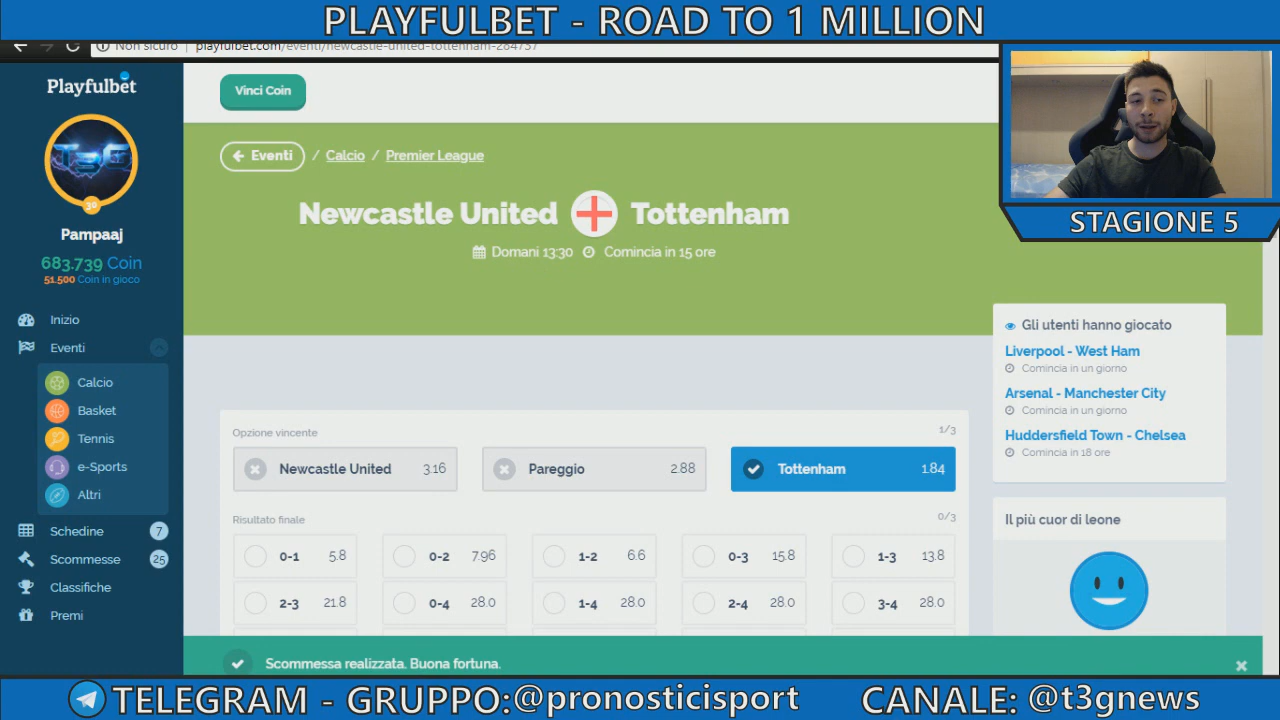 PLAYFULBET - ROAD TO 1 MILLION
Non sicuro
playfulbet.com/eventi/newcastle-united-tottenham-284737
Playfulbet
Vinci Coin
T3G
30
Pampaaj
683.739 Coin
51.500 Coin in gioco
Inizio
Eventi
Calcio
Basket
Tennis
e-Sports
Altri
Schedine 7
Scommesse 25
Classifiche
Premi
Eventi / Calcio / Premier League
Newcastle United Tottenham
Domani 13:30 Comincia in 15 ore
STAGIONE 5
Opzione vincente 1/3
Newcastle United 3.16 Pareggio 2.88 Tottenham 1.84
Risultato finale 0/3
0-1 5.8 0-2 7.96 1-2 6.6 0-3 15.8 1-3 13.8
2-3 21.8 0-4 28.0 1-4 28.0 2-4 28.0 3-4 28.0
Gli utenti hanno giocato
Liverpool - West Ham
Comincia in un giorno
Arsenal - Manchester City
Comincia in un giorno
Huddersfield Town - Chelsea
Comincia in 18 ore
Il più cuor di leone
Scommessa realizzata. Buona fortuna.
TELEGRAM - GRUPPO:@pronosticisport CANALE: @t3gnews